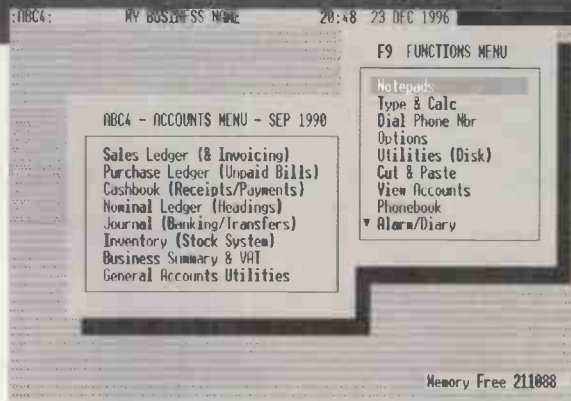 :ABC4: MY BUSINESS NAME 20:48 23 DEC 1996
F9 FUNCTIONS MENU
Notepads
Type & Calc
Dial Phone Nbr
Options
Utilities (Disk)
Cut & Paste
View Accounts
Phonebook
▼ Alarm/Diary
ABC4 - ACCOUNTS MENU - SEP 1990
Sales Ledger (& Invoicing)
Purchase Ledger (Unpaid Bills)
Cashbook (Receipts/Payments)
Nominal Ledger (Headings)
Journal (Banking/Transfers)
Inventory (Stock System)
Business Summary & VAT
General Accounts Utilities
Memory Free 211088